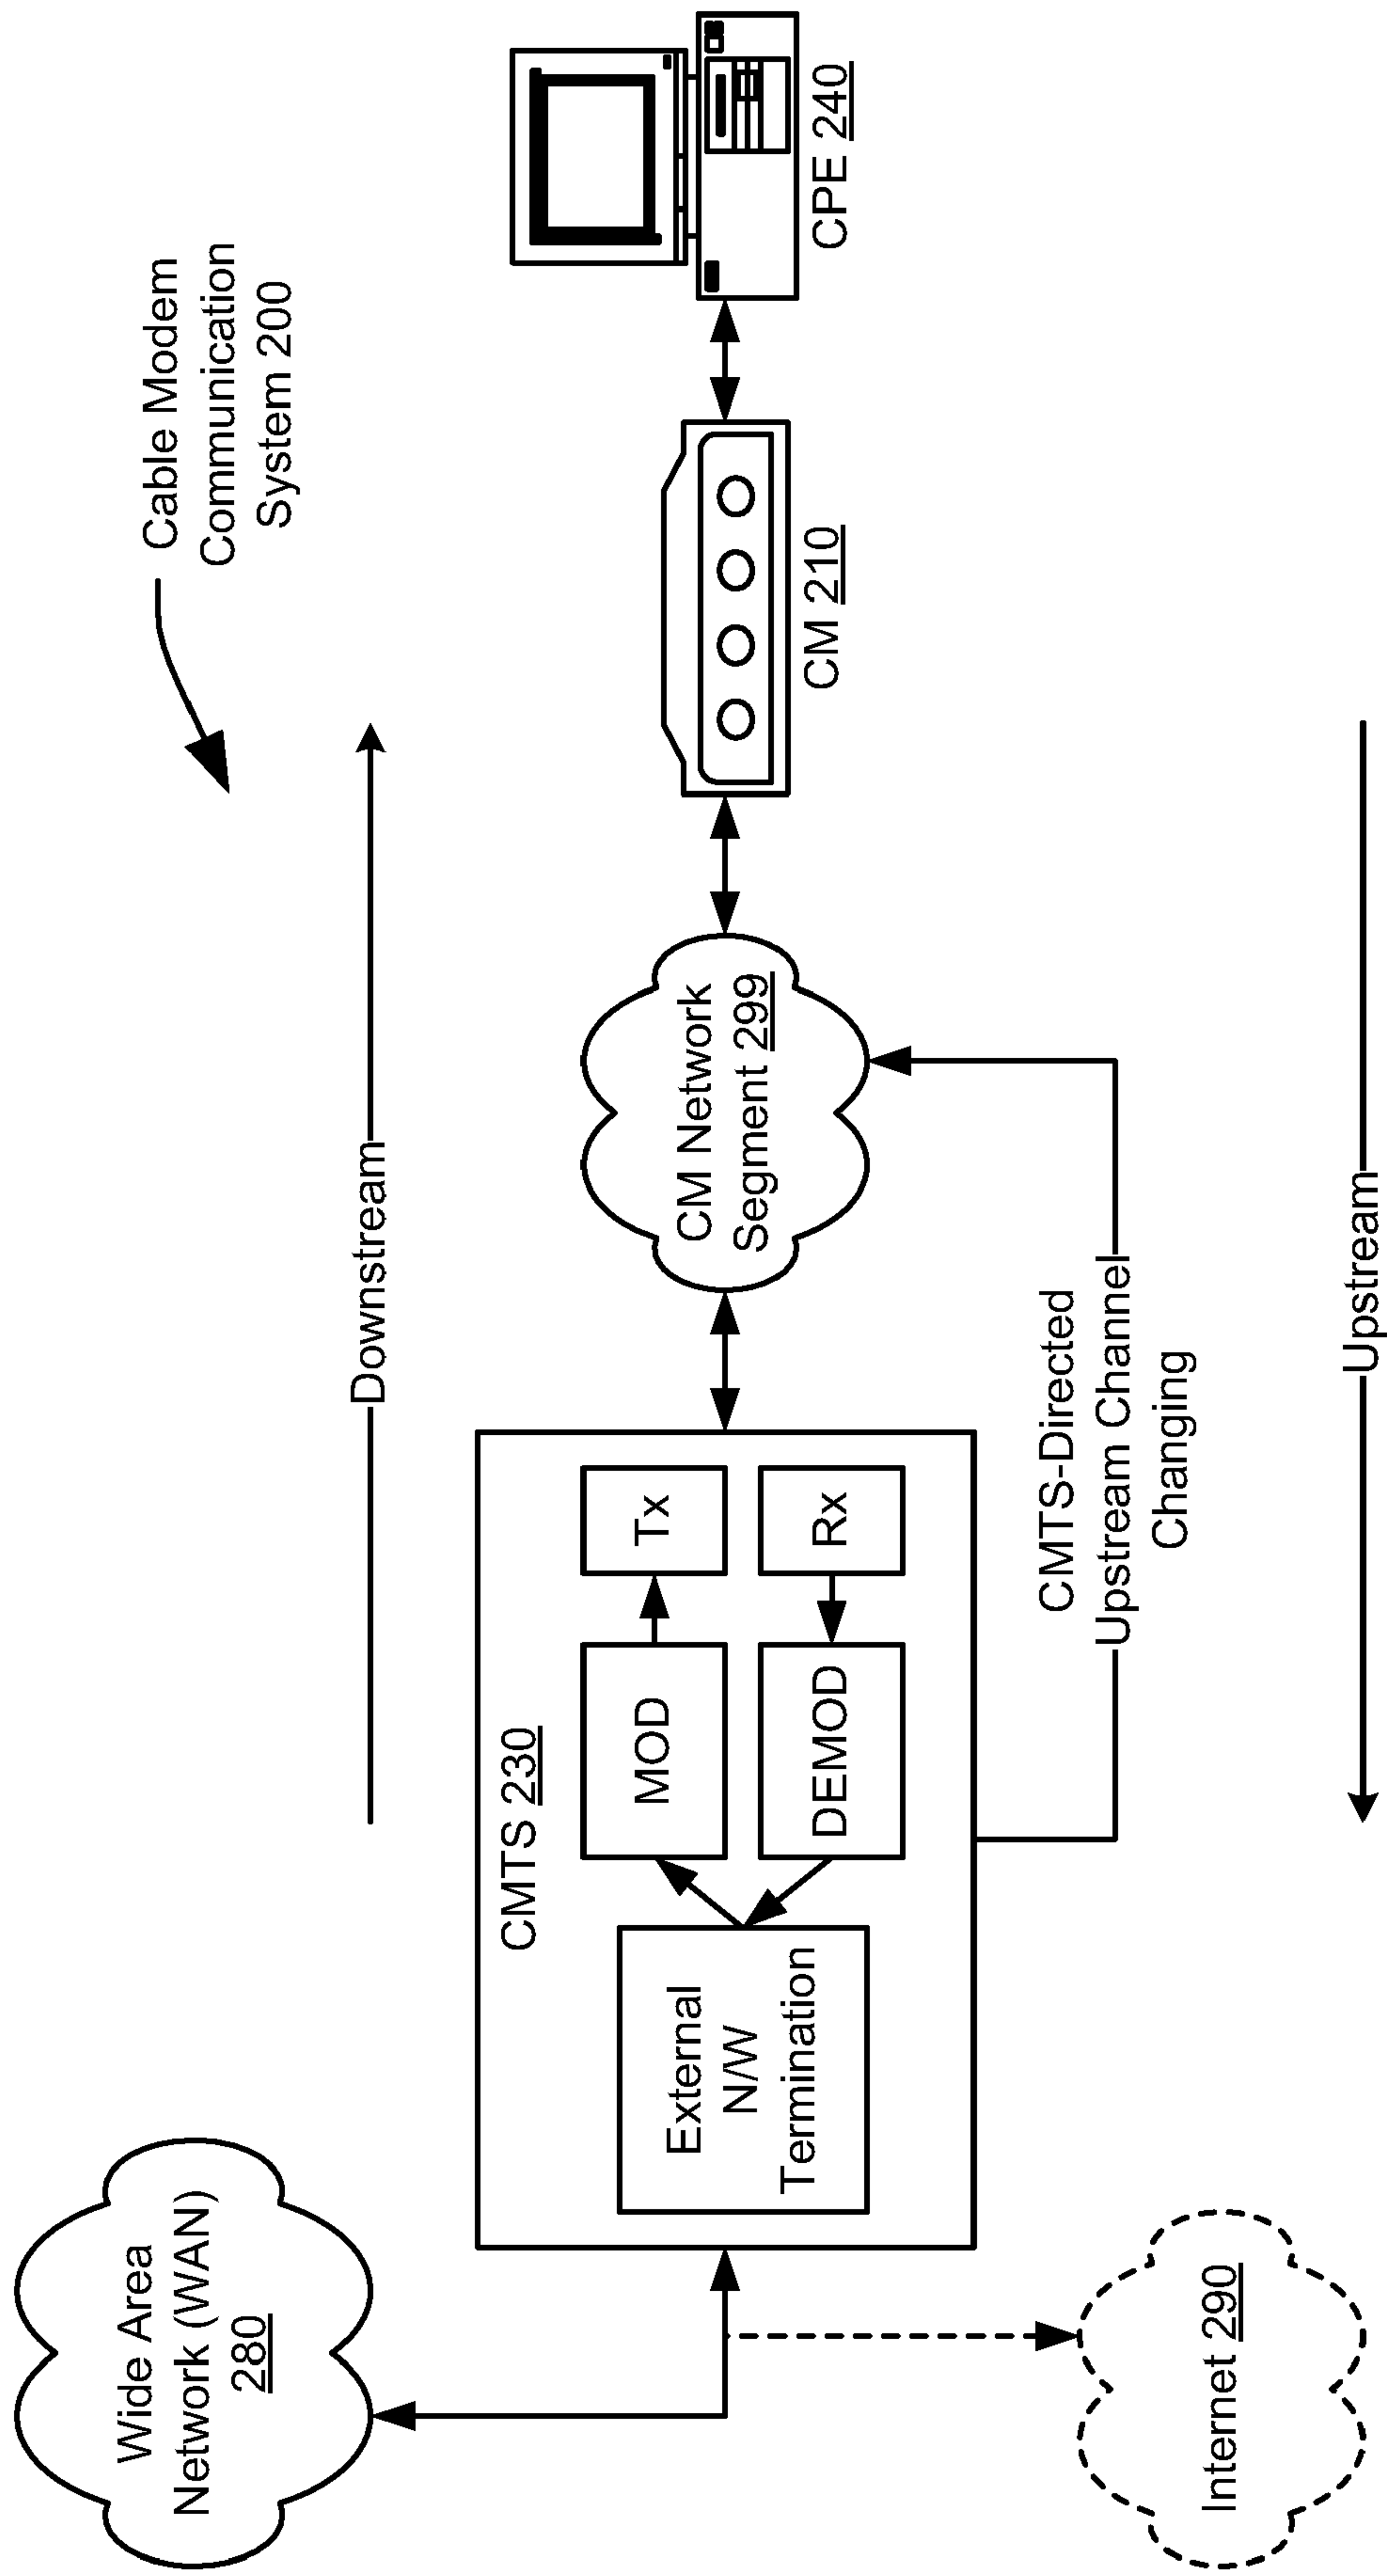 Cable Modem
Communication
System 200
Wide Area
Network (WAN)
280
Downstream
CMTS 230
External
N/W
Termination
MOD
Tx
DEMOD
Rx
CM Network
Segment 299
CM 210
CPE 240
CMTS-Directed
Upstream Channel
Changing
Internet 290
Upstream